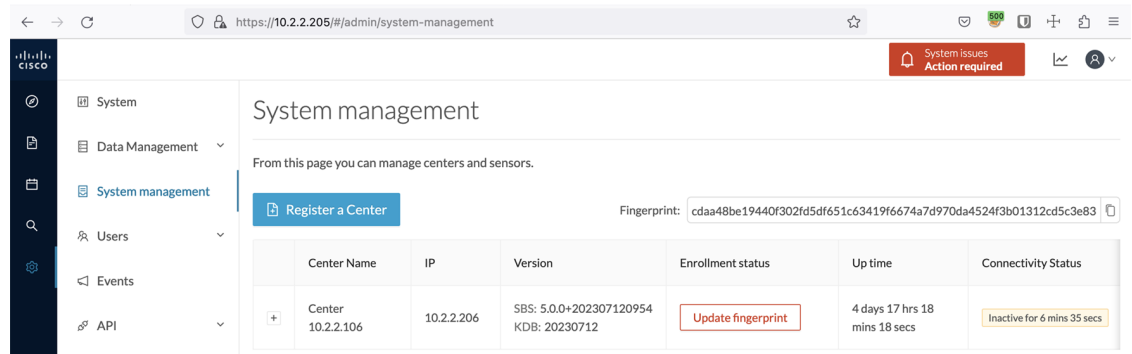 https://10.2.2.205/#/admin/system-management
500
CISCO
System issues
Action required
System
Data Management
System management
Users
Events
API
System management
From this page you can manage centers and sensors.
Register a Center
Fingerprint: cdaa48be19440f302fd5df651c63419f6674a7d970da4524f3b01312cd5c3e83
Center Name IP Version Enrollment status Up time Connectivity Status
Center
10.2.2.106
10.2.2.206
SBS: 5.0.0+202307120954
KDB: 20230712
Update fingerprint
4 days 17 hrs 18
mins 18 secs
Inactive for 6 mins 35 secs